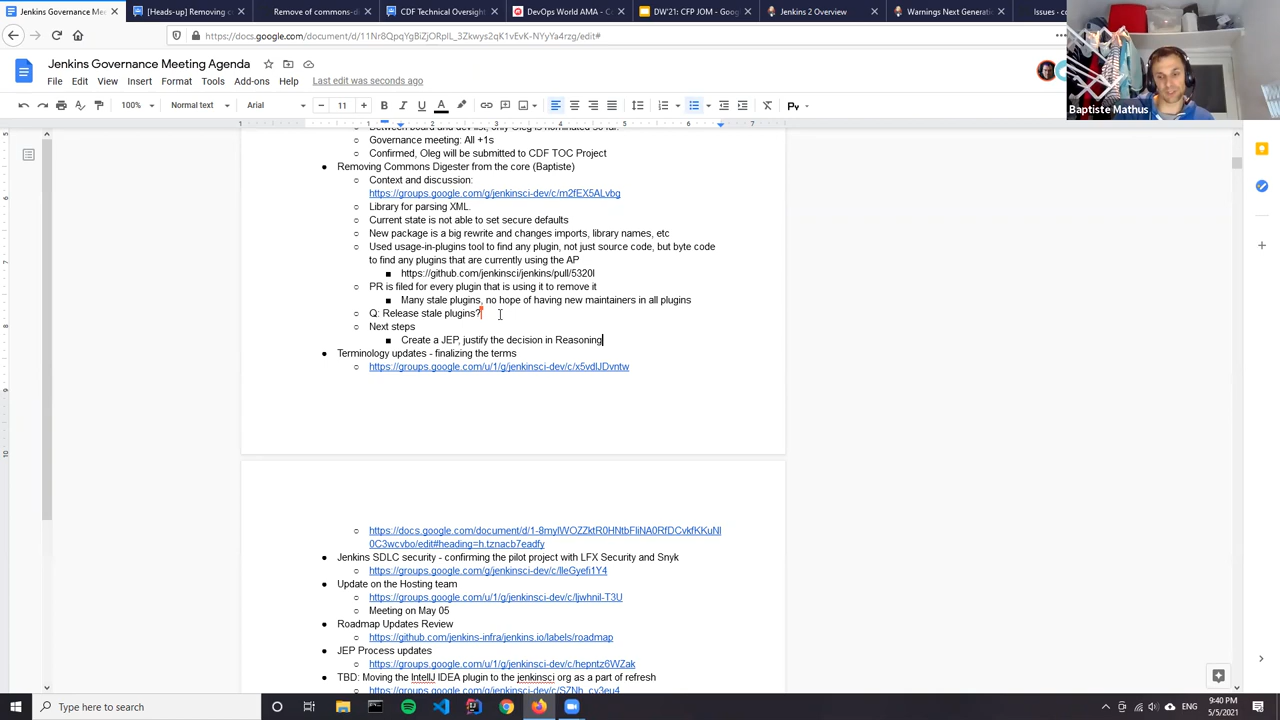 Jenkins Governance Meeting
[Heads-up] Removing co
Remove of commons-di
CDF Technical Oversight
DevOps World AMA - C
DW'21: CFP JOM - Goog
Jenkins 2 Overview
Warnings Next Generatio
Issues · c
https://docs.google.com/document/d/11Nr8QpqYgBiZjORplL_3Zkwys2qK1vEvK-NYyYa4rzg/edit#
Jenkins Governance Meeting Agenda
File Edit View Insert Format Tools Add-ons Help Last edit was seconds ago
100% Normal text Arial 11
Baptiste Mathus
Between board and dev list, only Oleg is nominated so far.
Governance meeting: All +1s
Confirmed, Oleg will be submitted to CDF TOC Project
Removing Commons Digester from the core (Baptiste)
Context and discussion:
https://groups.google.com/g/jenkinsci-dev/c/m2fEX5ALvbg
Library for parsing XML.
Current state is not able to set secure defaults
New package is a big rewrite and changes imports, library names, etc
Used usage-in-plugins tool to find any plugin, not just source code, but byte code
to find any plugins that are currently using the AP
https://github.com/jenkinsci/jenkins/pull/5320I
PR is filed for every plugin that is using it to remove it
Many stale plugins, no hope of having new maintainers in all plugins
Q: Release stale plugins?
Next steps
Create a JEP, justify the decision in Reasoning
Terminology updates - finalizing the terms
https://groups.google.com/u/1/g/jenkinsci-dev/c/x5vdlJDvntw
https://docs.google.com/document/d/1-8mylWOZZktR0HNtbFIiNA0RfDCvkfKKuNl
0C3wcvbo/edit#heading=h.tznacb7eadfy
Jenkins SDLC security - confirming the pilot project with LFX Security and Snyk
https://groups.google.com/g/jenkinsci-dev/c/lleGyefi1Y4
Update on the Hosting team
https://groups.google.com/u/1/g/jenkinsci-dev/c/ljwhnil-T3U
Meeting on May 05
Roadmap Updates Review
https://github.com/jenkins-infra/jenkins.io/labels/roadmap
JEP Process updates
https://groups.google.com/u/1/g/jenkinsci-dev/c/hepntz6WZak
TBD: Moving the IntelIJ IDEA plugin to the jenkinsci org as a part of refresh
https://groups.google.com/g/jenkinsci-dev/c/SZNh_cy3eu4
Type here to search
9:40 PM
5/5/2021